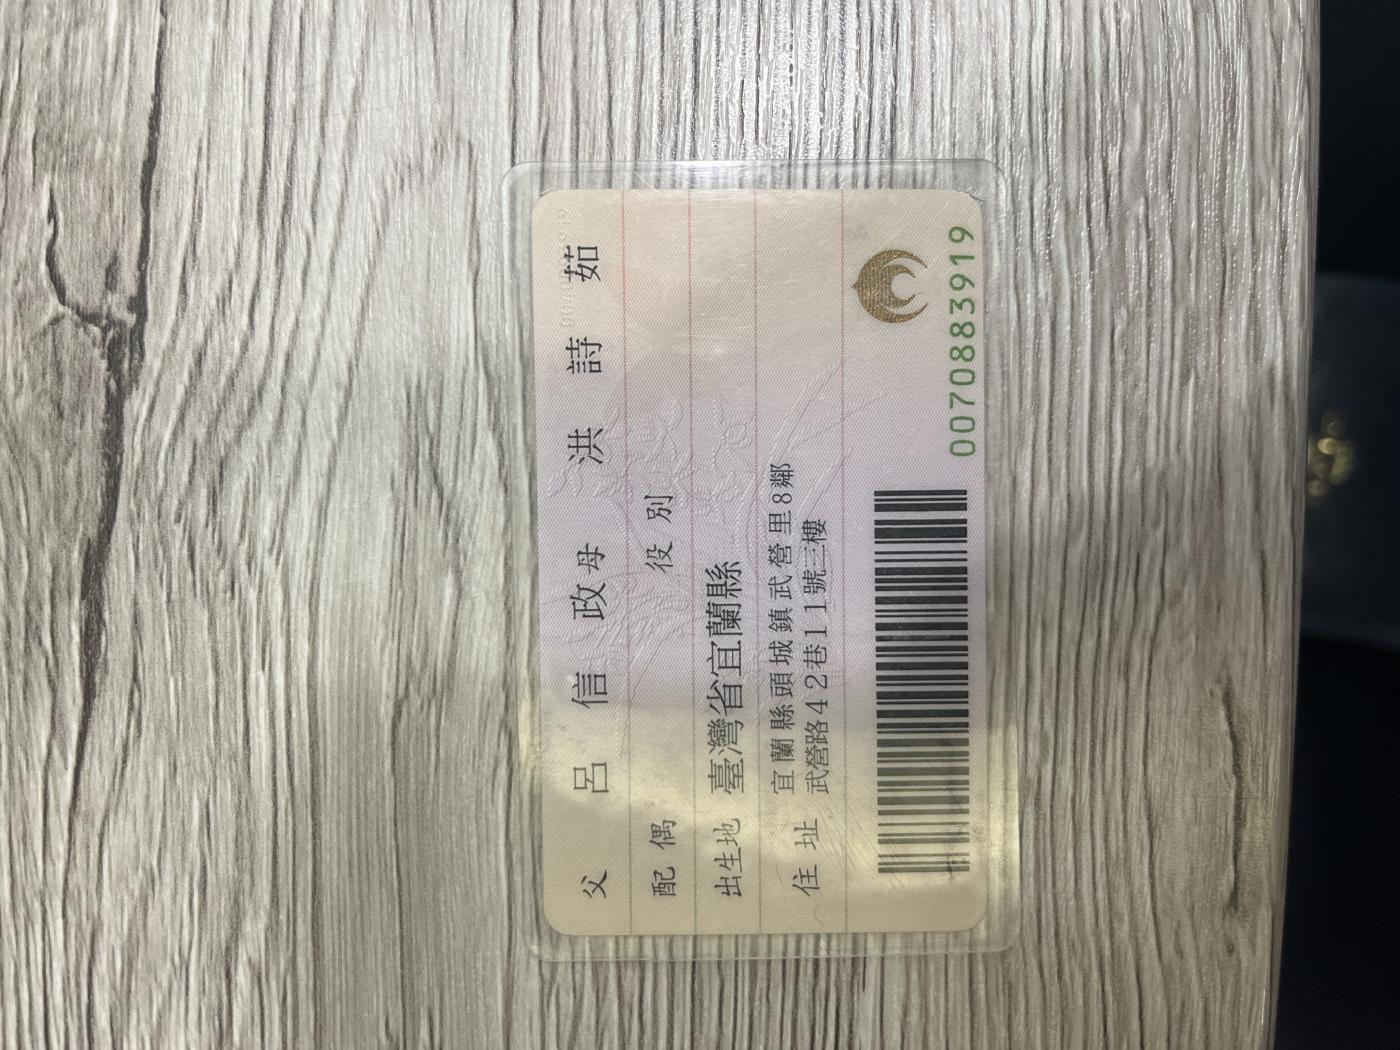 父 呂信政 母 洪詩茹
配偶 役別
出生地 臺灣省宜蘭縣
住址 宜蘭縣頭城鎮武營里8鄰
武營路42巷11號三樓
0070883919